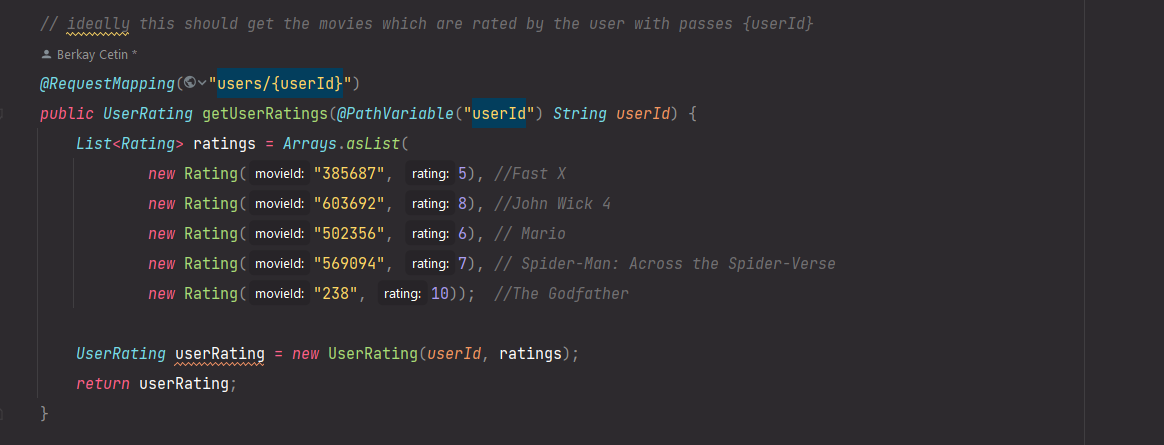 // ideally this should get the movies which are rated by the user with passes {userId}
Berkay Cetin *
@RequestMapping("users/{userId}")
public UserRating getUserRatings(@PathVariable("userId") String userId) {
List<Rating> ratings = Arrays.asList(
new Rating( movieId: "385687", rating: 5), //Fast X
new Rating( movieId: "603692", rating: 8), //John Wick 4
new Rating( movieId: "502356", rating: 6), // Mario
new Rating( movieId: "569094", rating: 7), // Spider-Man: Across the Spider-Verse
new Rating( movieId: "238", rating: 10)); //The Godfather
UserRating userRating = new UserRating(userId, ratings);
return userRating;
}